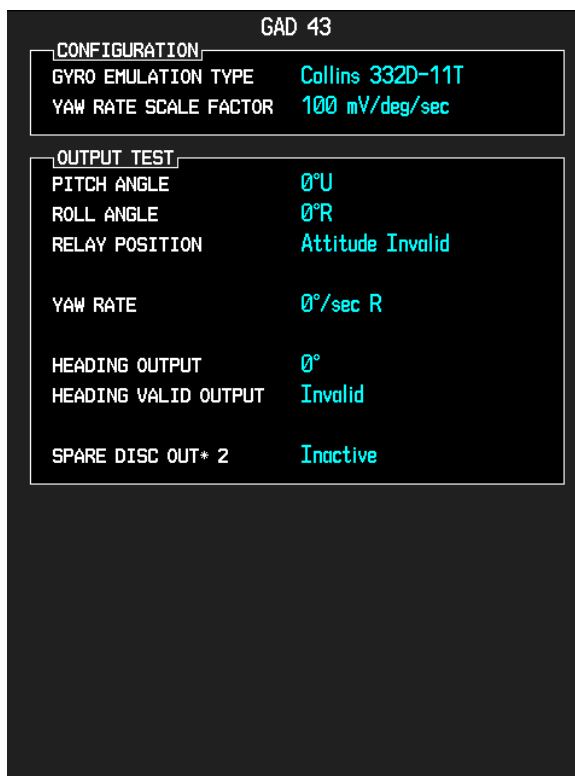 GAD 43
CONFIGURATION
GYRO EMULATION TYPE Collins 332D-11T
YAW RATE SCALE FACTOR 100 mV/deg/sec
OUTPUT TEST
PITCH ANGLE 0°U
ROLL ANGLE 0°R
RELAY POSITION Attitude Invalid
YAW RATE 0°/sec R
HEADING OUTPUT 0°
HEADING VALID OUTPUT Invalid
SPARE DISC OUT* 2 Inactive